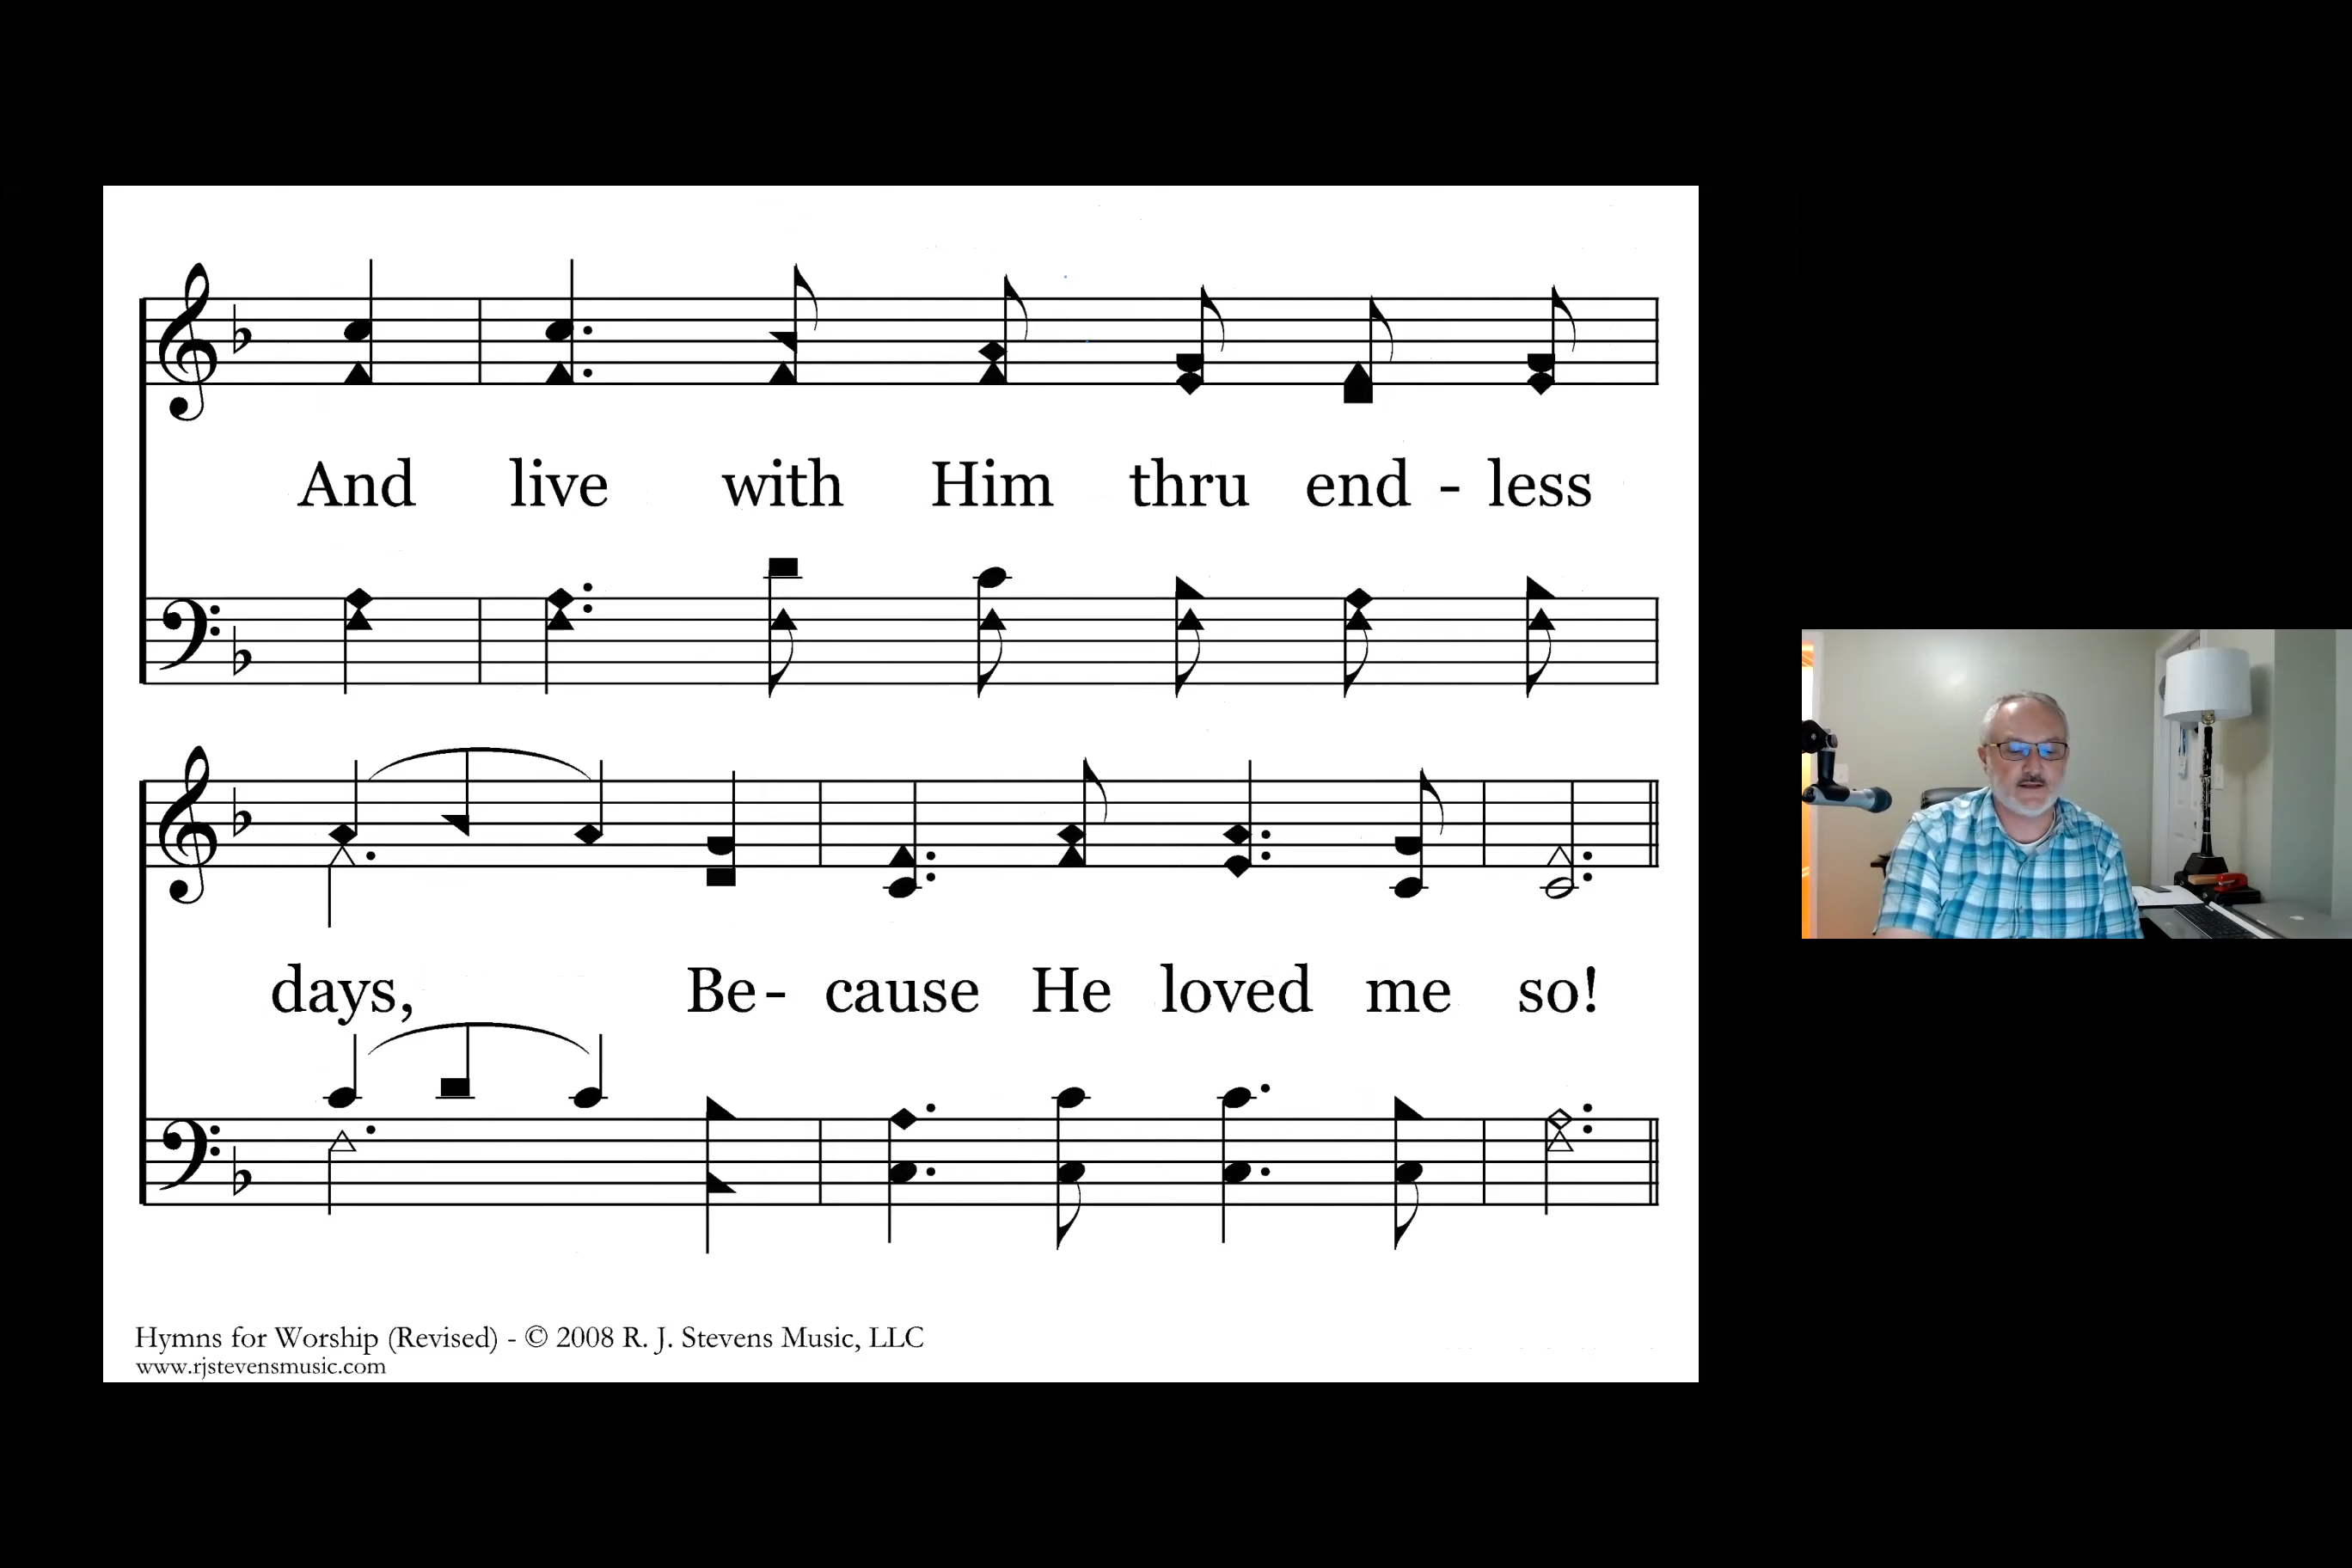 And live with Him thru end - less
days, Be - cause He loved me so!
Hymns for Worship (Revised) - © 2008 R. J. Stevens Music, LLC
www.rjstevensmusic.com